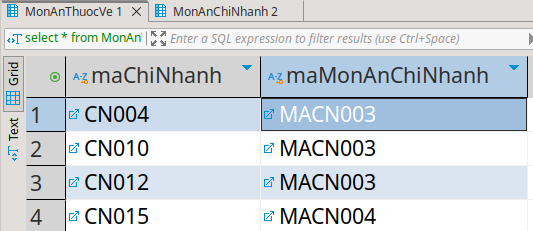 MonAnThuocVe 1 MonAnChiNhanh 2
select * from MonAn Enter a SQL expression to filter results (use Ctrl+Space)
Grid
Text
A-Z maChiNhanh A-Z maMonAnChiNhanh
1 CN004 MACN003
2 CN010 MACN003
3 CN012 MACN003
4 CN015 MACN004